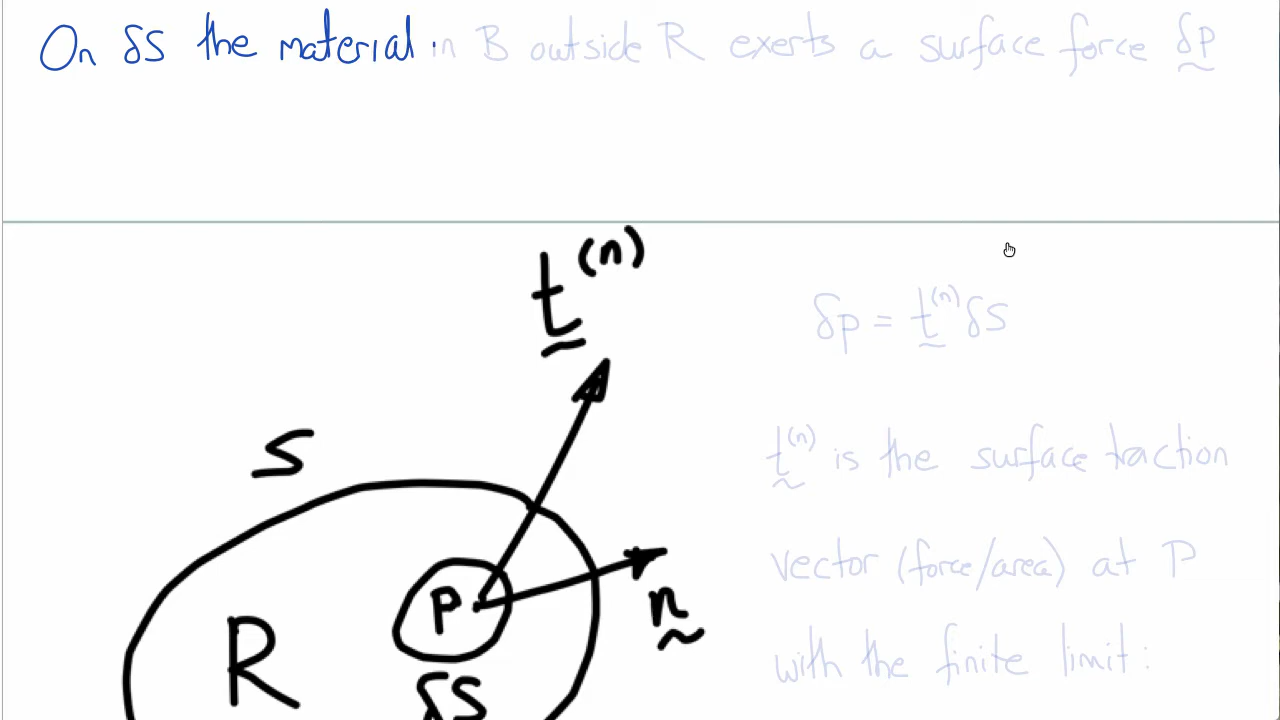 On δS the material in B outside R exerts a surface force δp
t⁽ⁿ⁾
δp = t⁽ⁿ⁾δS
S
t⁽ⁿ⁾ is the surface traction
vector (force/area) at P
P
n
R
with the finite limit:
δS